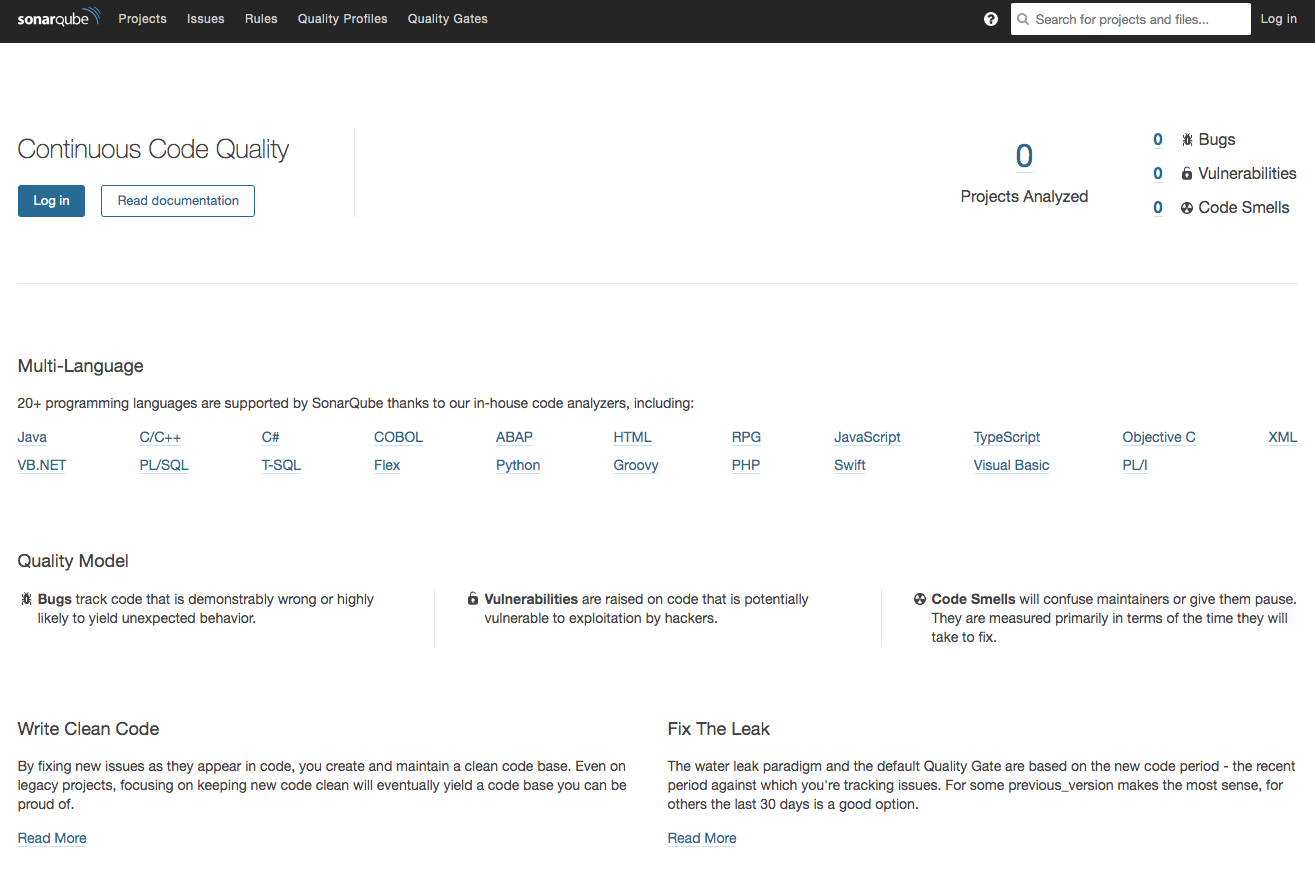 sonarqube Projects Issues Rules Quality Profiles Quality Gates ? Search for projects and files... Log in
Continuous Code Quality
Log in Read documentation
0
Projects Analyzed
0 Bugs
0 Vulnerabilities
0 Code Smells
Multi-Language
20+ programming languages are supported by SonarQube thanks to our in-house code analyzers, including:
Java C/C++ C# COBOL ABAP HTML RPG JavaScript TypeScript Objective C XML
VB.NET PL/SQL T-SQL Flex Python Groovy PHP Swift Visual Basic PL/I
Quality Model
Bugs track code that is demonstrably wrong or highly
likely to yield unexpected behavior.
Vulnerabilities are raised on code that is potentially
vulnerable to exploitation by hackers.
Code Smells will confuse maintainers or give them pause.
They are measured primarily in terms of the time they will
take to fix.
Write Clean Code
By fixing new issues as they appear in code, you create and maintain a clean code base. Even on
legacy projects, focusing on keeping new code clean will eventually yield a code base you can be
proud of.
Read More
Fix The Leak
The water leak paradigm and the default Quality Gate are based on the new code period - the recent
period against which you're tracking issues. For some previous_version makes the most sense, for
others the last 30 days is a good option.
Read More